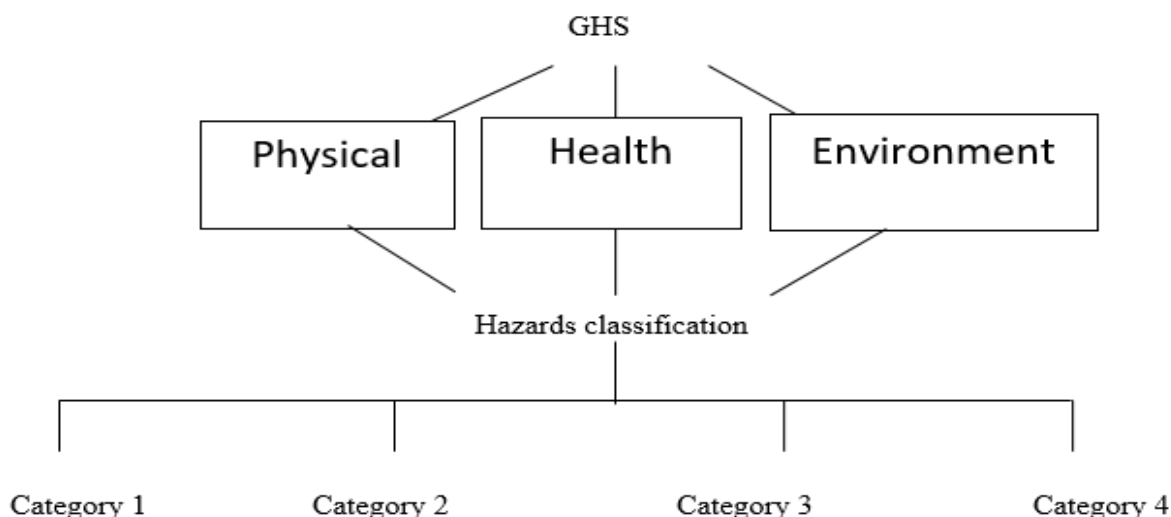 GHS
Physical
Health
Environment
Hazards classification
Category 1
Category 2
Category 3
Category 4